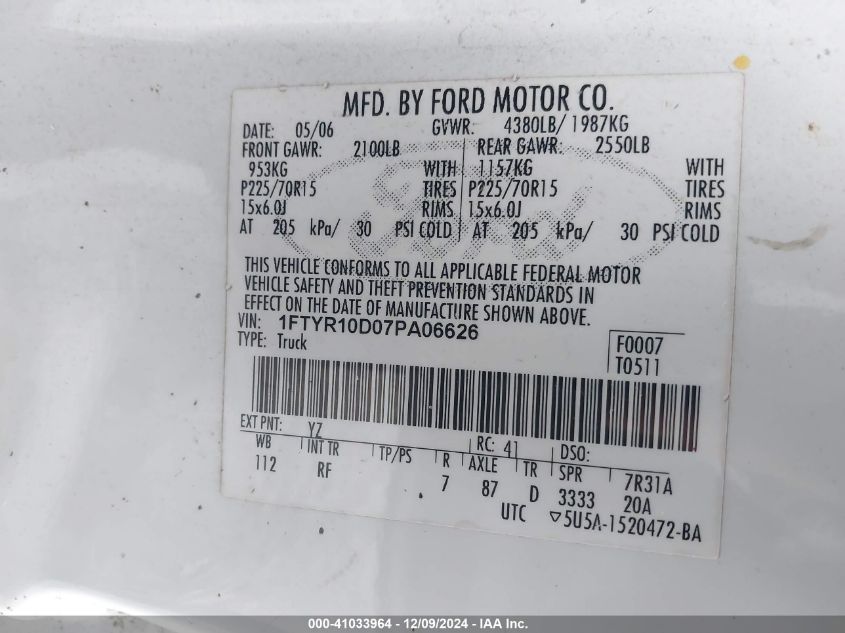 MFD. BY FORD MOTOR CO.
DATE: 05/06 GVWR: 4380LB/ 1987KG
FRONT GAWR: 2100LB REAR GAWR: 2550LB
953KG WITH 1157KG WITH
P225/70R15 TIRES P225/70R15 TIRES
15x6.0J RIMS 15x6.0J RIMS
AT 205 kPa/ 30 PSI COLD AT 205 kPa/ 30 PSI COLD
Ford
THIS VEHICLE CONFORMS TO ALL APPLICABLE FEDERAL MOTOR
VEHICLE SAFETY AND THEFT PREVENTION STANDARDS IN
EFFECT ON THE DATE OF MANUFACTURE SHOWN ABOVE.
VIN: 1FTYR10D07PA06626
TYPE: Truck
F0007
T0511
EXT PNT: YZ RC: 41 DSO:
WB INT TR TP/PS R AXLE TR SPR 7R31A
112 RF 7 87 D 3333 20A
UTC ▽5U5A-1520472-BA
000-41033964 - 12/09/2024 - IAA Inc.